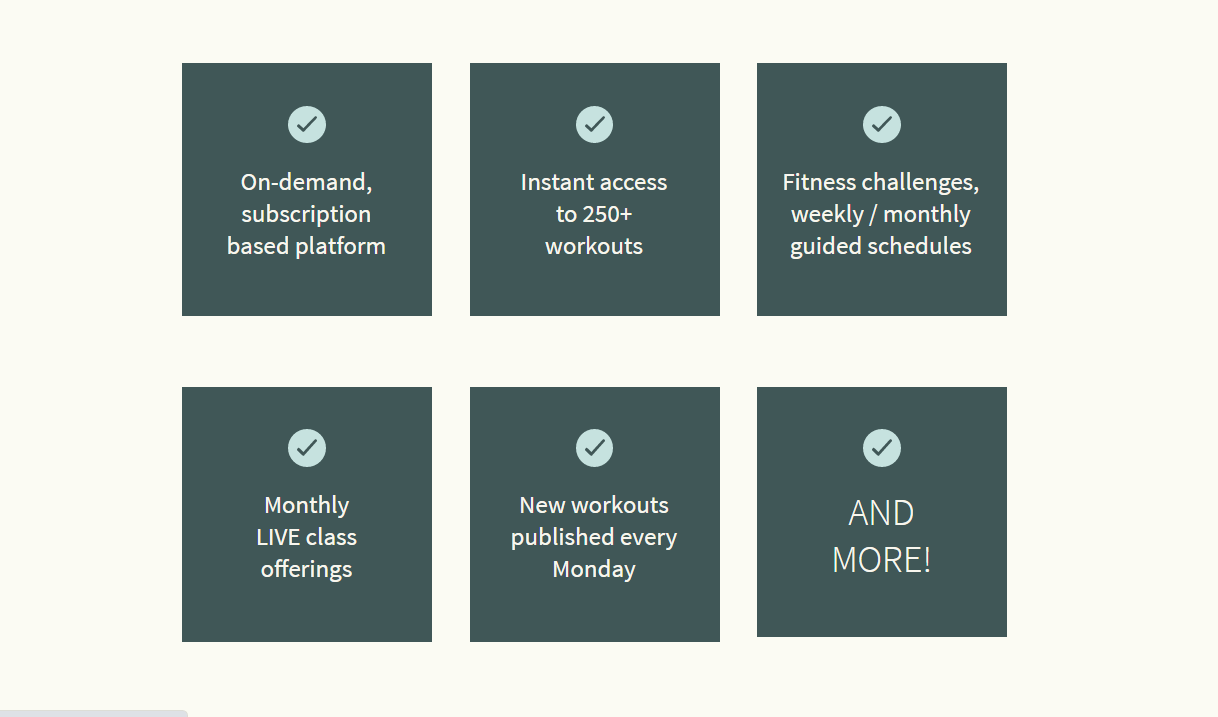 On-demand,
subscription
based platform
Instant access
to 250+
workouts
Fitness challenges,
weekly / monthly
guided schedules
Monthly
LIVE class
offerings
New workouts
published every
Monday
AND
MORE!